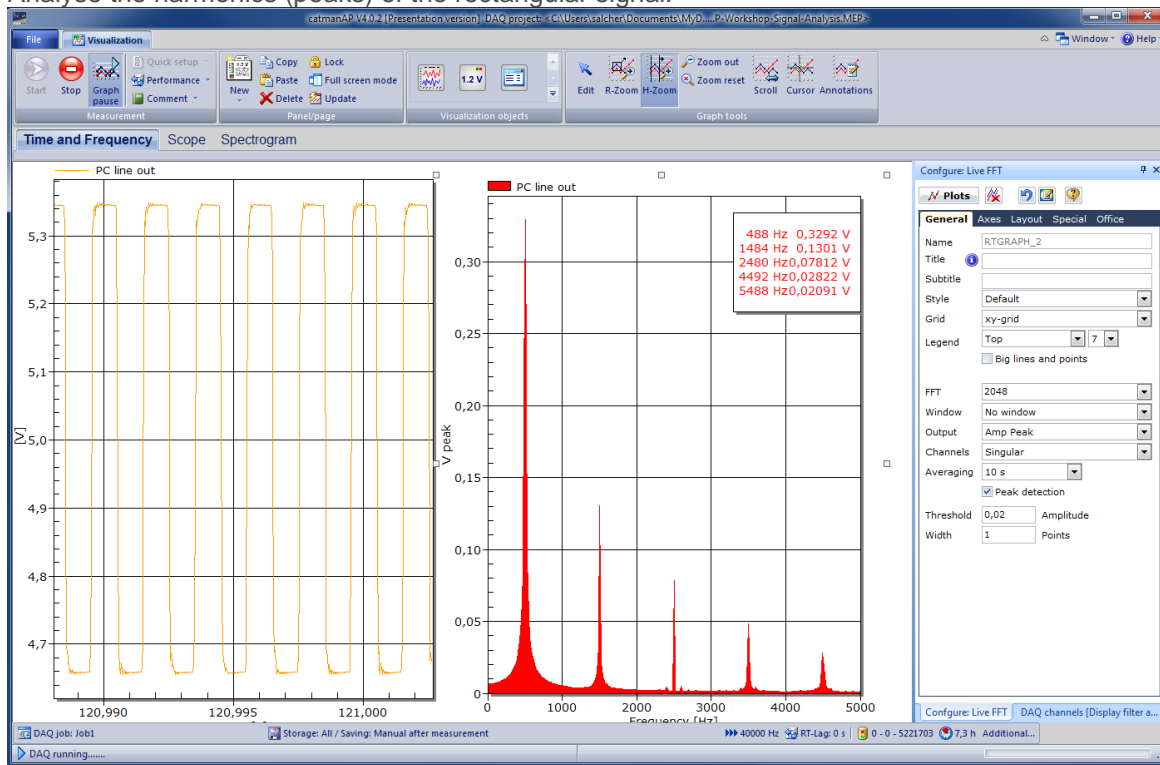 Analyse the harmonics (peaks) of the rectangular signal.
catmanAP V4.0.2 [Presentation version] DAQ project: <C:\Users\salcher\Documents\MyD.....P-Workshop-Signal-Analysis.MEP>
File Visualization Window Help
Start Stop Graph pause Quick setup Performance Comment
Measurement
New Copy Paste Delete Lock Full screen mode Update
Panel/page
1.2 V
Visualization objects
Edit R-Zoom H-Zoom Zoom out Zoom reset Scroll Cursor Annotations
Graph tools
Time and Frequency Scope Spectrogram
PC line out
5,3
5,2
5,1
5,0
4,9
4,8
4,7
[V]
120,990 120,995 121,000
PC line out
488 Hz 0,3292 V
1484 Hz 0,1301 V
2480 Hz 0,07812 V
4492 Hz 0,02822 V
5488 Hz 0,02091 V
0,30
0,25
0,20
0,15
0,10
0,05
0
V peak
0 1000 2000 3000 4000 5000
Frequency [Hz]
Confgure: Live FFT
Plots
General Axes Layout Special Office
Name RTGRAPH_2
Title
Subtitle
Style Default
Grid xy-grid
Legend Top 7
Big lines and points
FFT 2048
Window No window
Output Amp Peak
Channels Singular
Averaging 10 s
Peak detection
Threshold 0,02 Amplitude
Width 1 Points
Confgure: Live FFT DAQ channels [Display filter a...
DAQ job: Job1 Storage: All / Saving: Manual after measurement 40000 Hz RT-Lag: 0 s 0 - 0 - 5221703 7,3 h Additional...
DAQ running.......